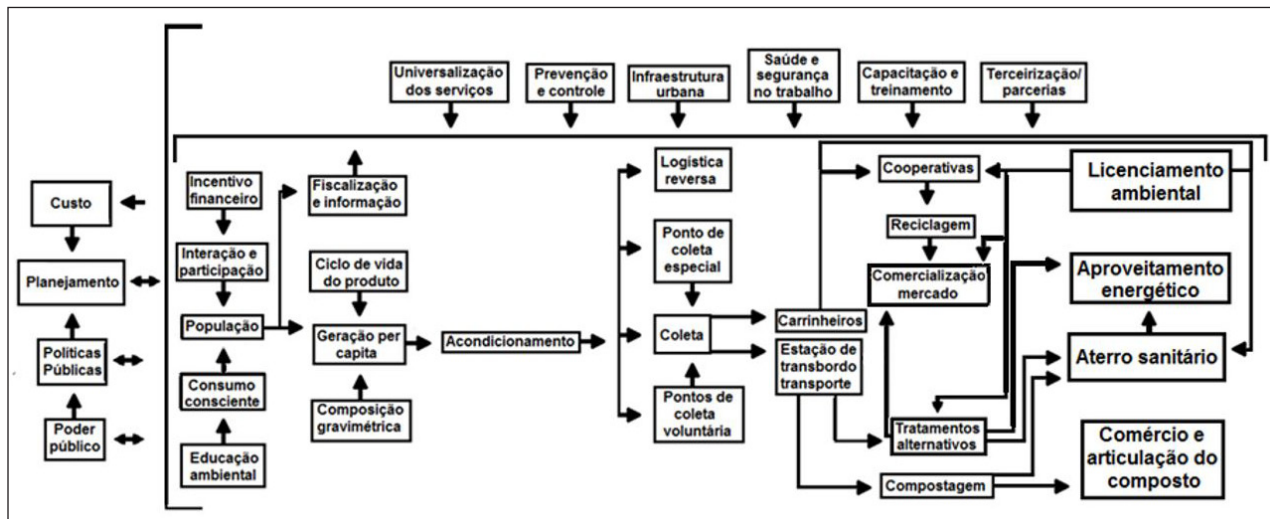 Universalização
dos serviços
Prevenção
e controle
Infraestrutura
urbana
Saúde e
segurança
no trabalho
Capacitação e
treinamento
Terceirização/
parcerias
Custo
Planejamento
Políticas
Públicas
Poder
público
Incentivo
financeiro
Interação e
participação
População
Consumo
consciente
Educação
ambiental
Fiscalização
e informação
Ciclo de vida
do produto
Geração per
capita
Composição
gravimétrica
Acondicionamento
Logística
reversa
Ponto de
coleta
especial
Coleta
Pontos de
coleta
voluntária
Carrinheiros
Estação de
transbordo
transporte
Cooperativas
Reciclagem
Comercialização
mercado
Tratamentos
alternativos
Compostagem
Licenciamento
ambiental
Aproveitamento
energético
Aterro sanitário
Comércio e
articulação do
composto